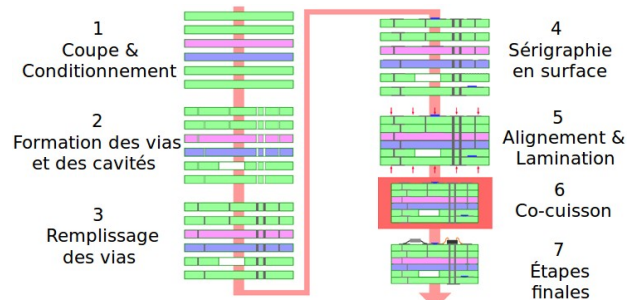 1
Coupe &
Conditionnement
2
Formation des vias
et des cavités
3
Remplissage
des vias
4
Sérigraphie
en surface
5
Alignement &
Lamination
6
Co-cuisson
7
Étapes
finales